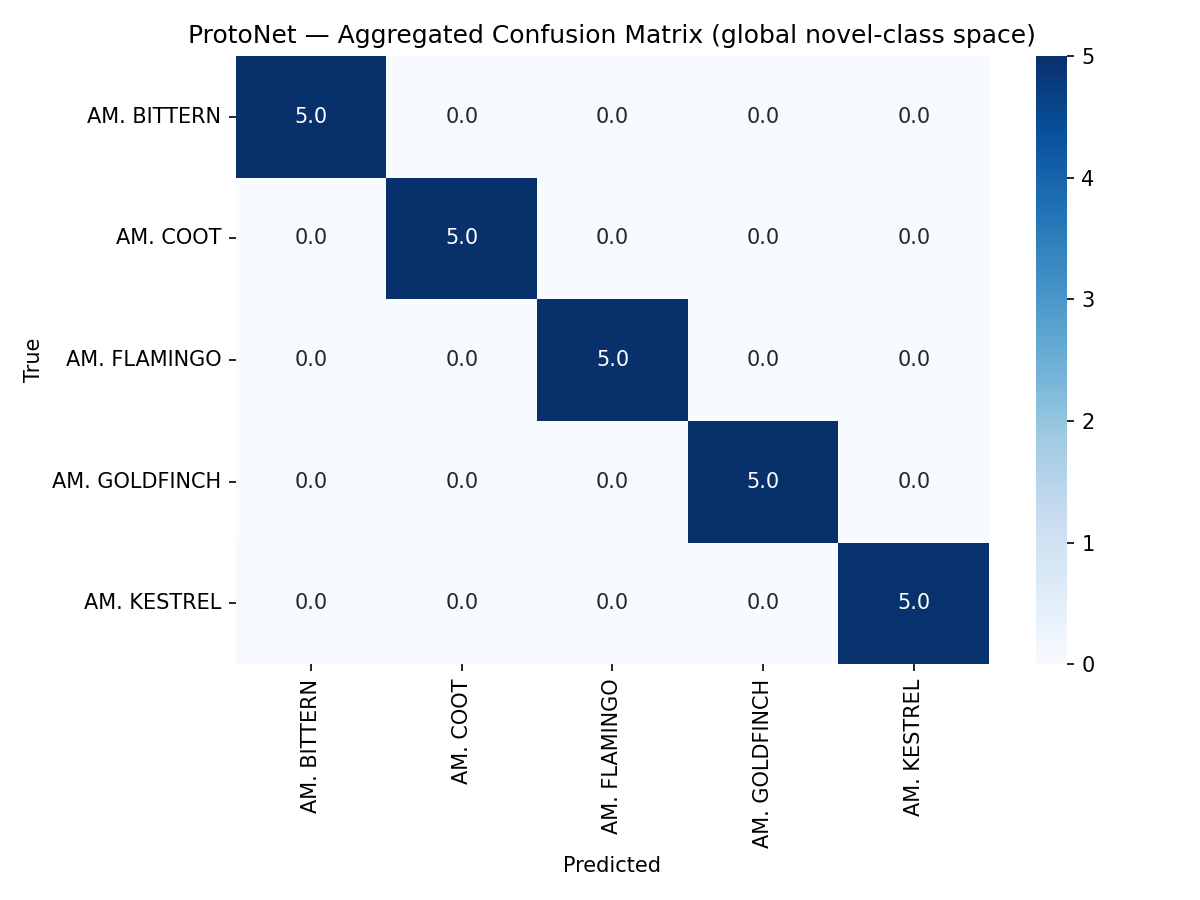 ProtoNet — Aggregated Confusion Matrix (global novel-class space)
AM. BITTERN 5.0 0.0 0.0 0.0 0.0
AM. COOT 0.0 5.0 0.0 0.0 0.0
AM. FLAMINGO 0.0 0.0 5.0 0.0 0.0
AM. GOLDFINCH 0.0 0.0 0.0 5.0 0.0
AM. KESTREL 0.0 0.0 0.0 0.0 5.0
True
AM. BITTERN AM. COOT AM. FLAMINGO AM. GOLDFINCH AM. KESTREL
Predicted
5
4
3
2
1
0